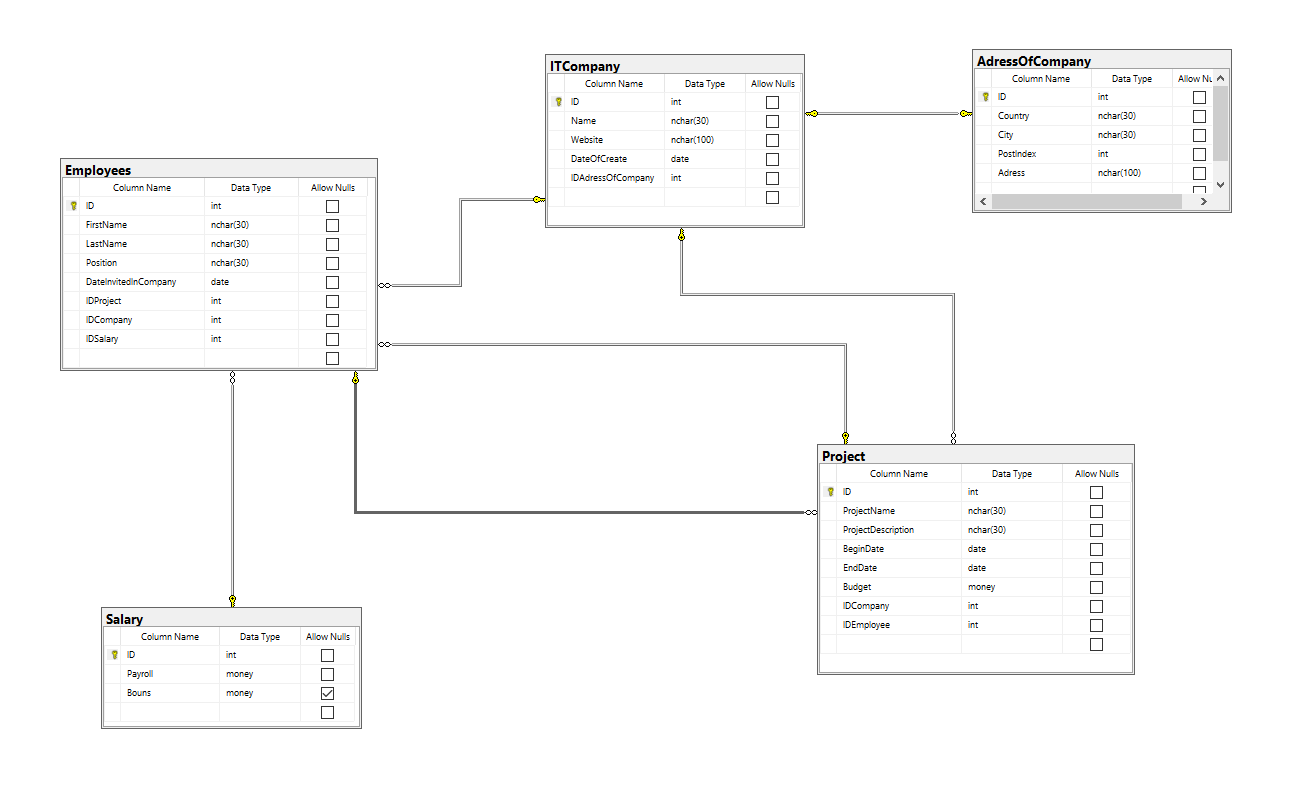 ITCompany
Column Name Data Type Allow Nulls
ID int
Name nchar(30)
Website nchar(100)
DateOfCreate date
IDAdressOfCompany int
AdressOfCompany
Column Name Data Type Allow Nu
ID int
Country nchar(30)
City nchar(30)
PostIndex int
Adress nchar(100)
Employees
Column Name Data Type Allow Nulls
ID int
FirstName nchar(30)
LastName nchar(30)
Position nchar(30)
DateInvitedInCompany date
IDProject int
IDCompany int
IDSalary int
Project
Column Name Data Type Allow Nulls
ID int
ProjectName nchar(30)
ProjectDescription nchar(30)
BeginDate date
EndDate date
Budget money
IDCompany int
IDEmployee int
Salary
Column Name Data Type Allow Nulls
ID int
Payroll money
Bouns money